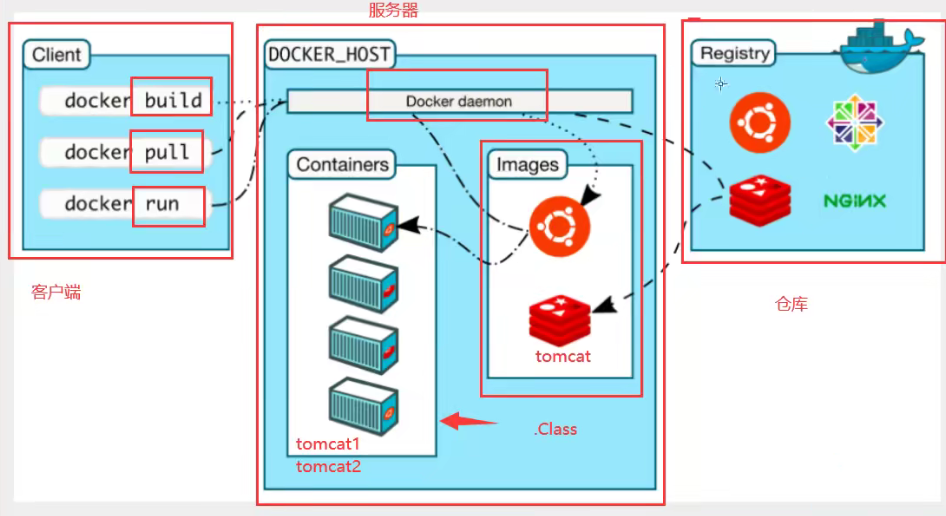 服务器
Client
docker build
docker pull
docker run
客户端
DOCKER_HOST
Docker daemon
Containers
tomcat1
tomcat2
Images
tomcat
.Class
Registry
NGINX
仓库